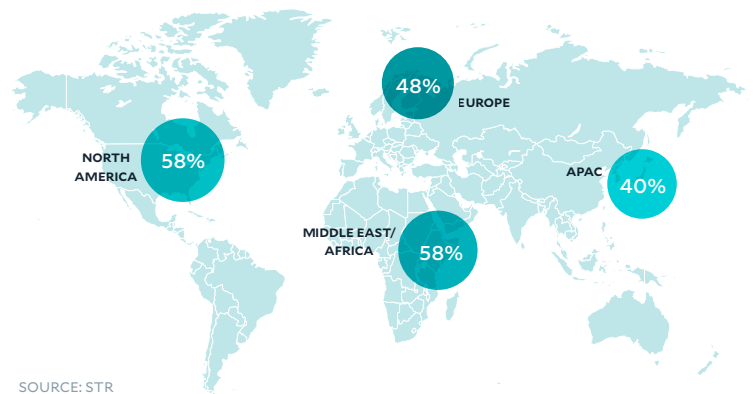 48%
EUROPE
NORTH
AMERICA
58%
APAC
40%
MIDDLE EAST/
AFRICA
58%
SOURCE: STR